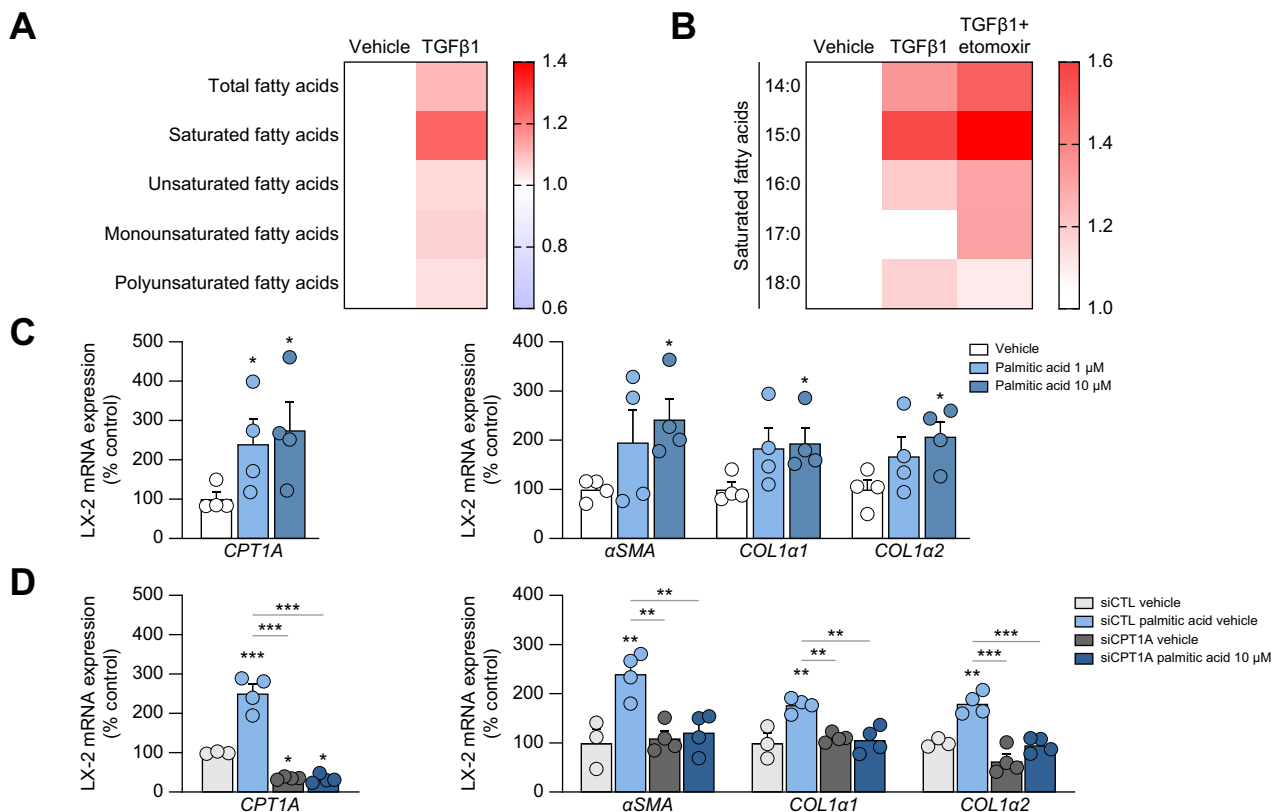 A
Vehicle TGFβ1
Total fatty acids
Saturated fatty acids
Unsaturated fatty acids
Monounsaturated fatty acids
Polyunsaturated fatty acids
1.4
1.2
1.0
0.8
0.6
B
Vehicle TGFβ1 TGFβ1+
etomoxir
Saturated fatty acids
14:0
15:0
16:0
17:0
18:0
1.6
1.4
1.2
1.0
C
LX-2 mRNA expression
(% control)
500
400
300
200
100
0
* *
CPT1A
LX-2 mRNA expression
(% control)
400
300
200
100
0
* * *
αSMA COL1α1 COL1α2
Vehicle
Palmitic acid 1 µM
Palmitic acid 10 µM
D
LX-2 mRNA expression
(% control)
500
400
300
200
100
0
***
***
***
* *
CPT1A
LX-2 mRNA expression
(% control)
400
300
200
100
0
**
**
**
**
**
**
***
***
**
αSMA COL1α1 COL1α2
siCTL vehicle
siCTL palmitic acid vehicle
siCPT1A vehicle
siCPT1A palmitic acid 10 µM